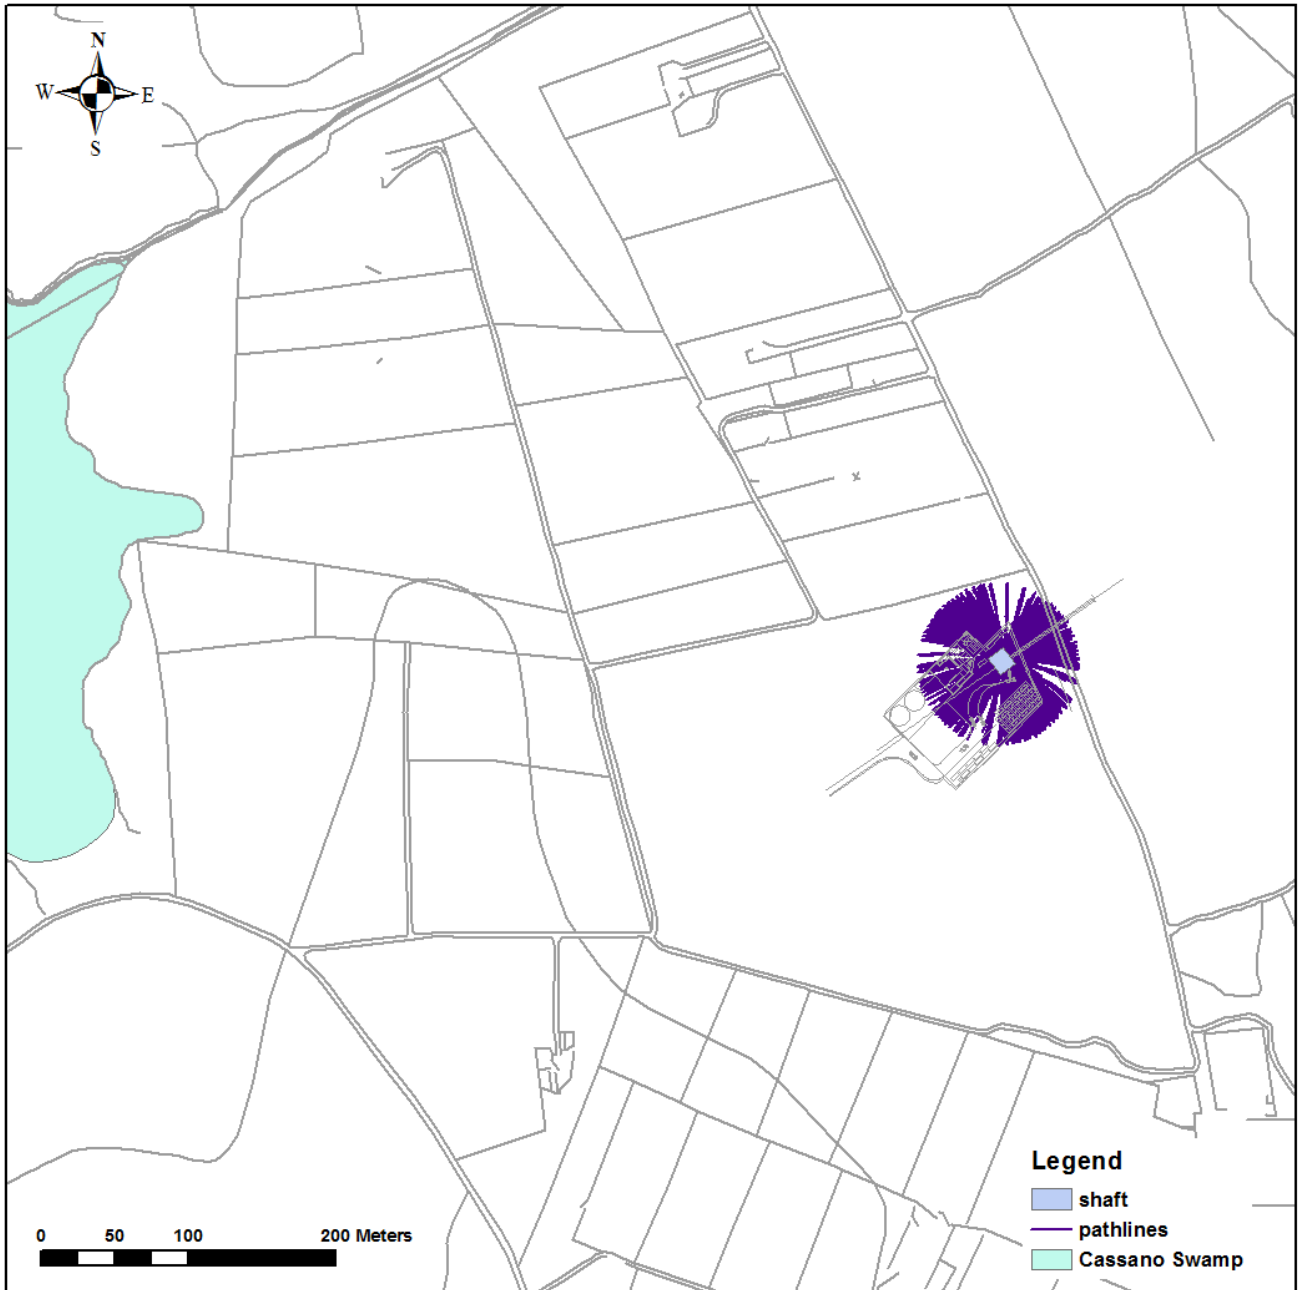 N
W E
S
Legend
shaft
pathlines
Cassano Swamp
0 50 100 200 Meters